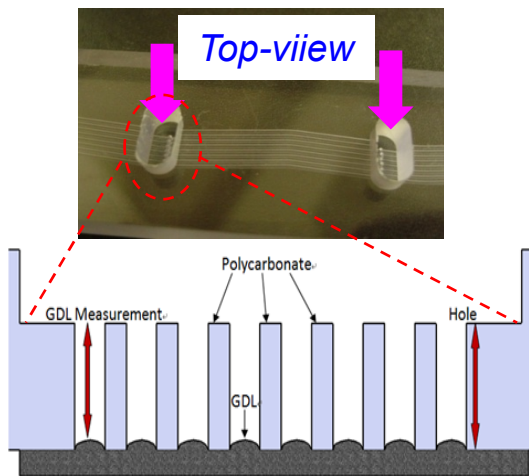 Top-viiew
Polycarbonate
GDL Measurement
Hole
GDL